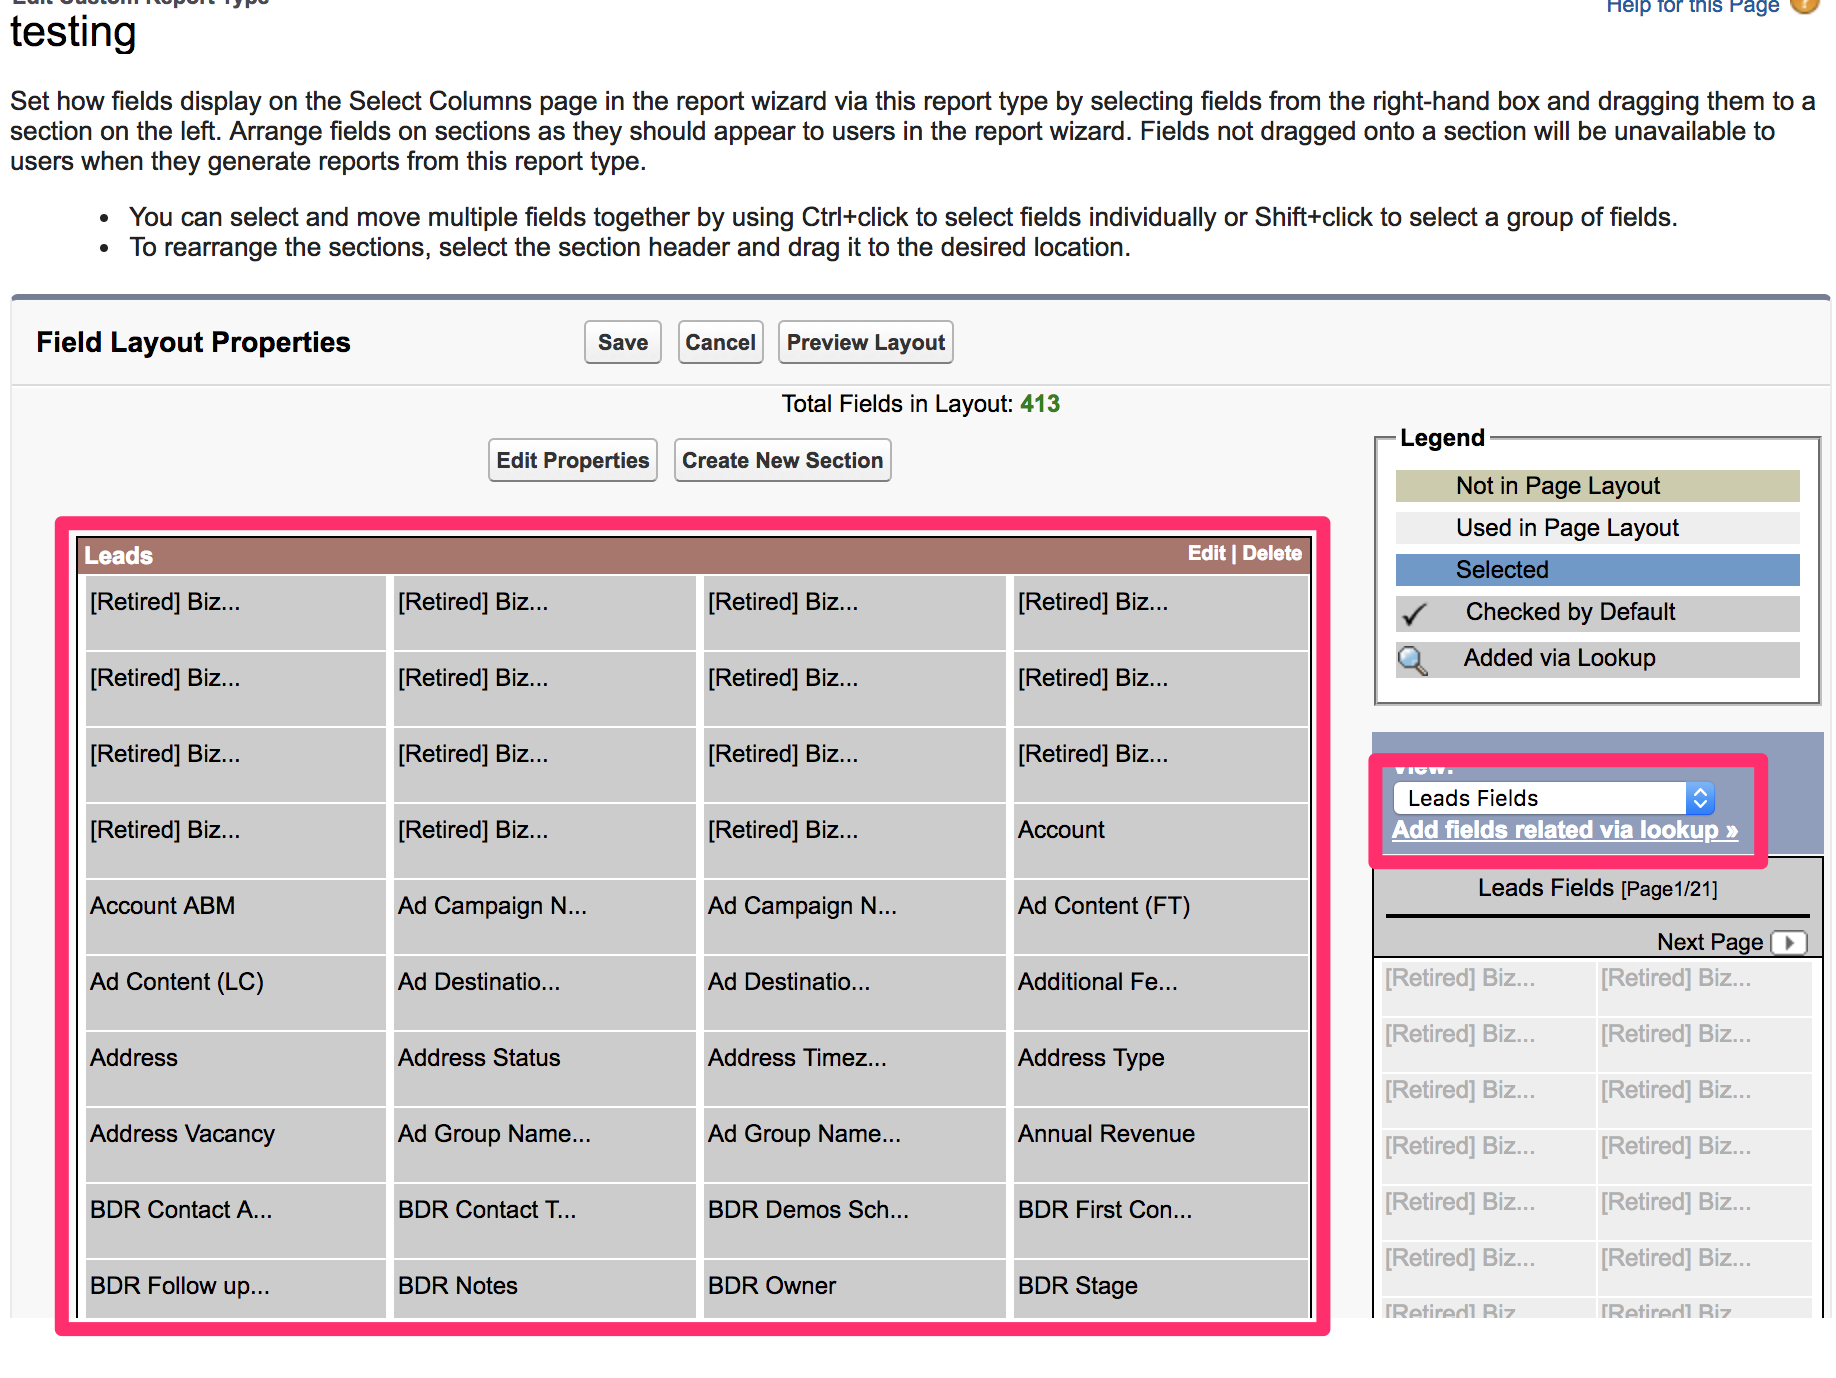 Edit Custom Report Type
Help for this Page
testing
Set how fields display on the Select Columns page in the report wizard via this report type by selecting fields from the right-hand box and dragging them to a
section on the left. Arrange fields on sections as they should appear to users in the report wizard. Fields not dragged onto a section will be unavailable to
users when they generate reports from this report type.
• You can select and move multiple fields together by using Ctrl+click to select fields individually or Shift+click to select a group of fields.
• To rearrange the sections, select the section header and drag it to the desired location.
Field Layout Properties
Save Cancel Preview Layout
Total Fields in Layout: 413
Edit Properties Create New Section
Leads Edit | Delete
[Retired] Biz... [Retired] Biz... [Retired] Biz... [Retired] Biz...
[Retired] Biz... [Retired] Biz... [Retired] Biz... [Retired] Biz...
[Retired] Biz... [Retired] Biz... [Retired] Biz... [Retired] Biz...
[Retired] Biz... [Retired] Biz... [Retired] Biz... Account
Account ABM Ad Campaign N... Ad Campaign N... Ad Content (FT)
Ad Content (LC) Ad Destinatio... Ad Destinatio... Additional Fe...
Address Address Status Address Timez... Address Type
Address Vacancy Ad Group Name... Ad Group Name... Annual Revenue
BDR Contact A... BDR Contact T... BDR Demos Sch... BDR First Con...
BDR Follow up... BDR Notes BDR Owner BDR Stage
Legend
Not in Page Layout
Used in Page Layout
Selected
Checked by Default
Added via Lookup
View:
Leads Fields
Add fields related via lookup »
Leads Fields [Page1/21]
Next Page
[Retired] Biz... [Retired] Biz...
[Retired] Biz... [Retired] Biz...
[Retired] Biz... [Retired] Biz...
[Retired] Biz... [Retired] Biz...
[Retired] Biz... [Retired] Biz...
[Retired] Biz... [Retired] Biz...
[Retired] Biz [Retired] Biz